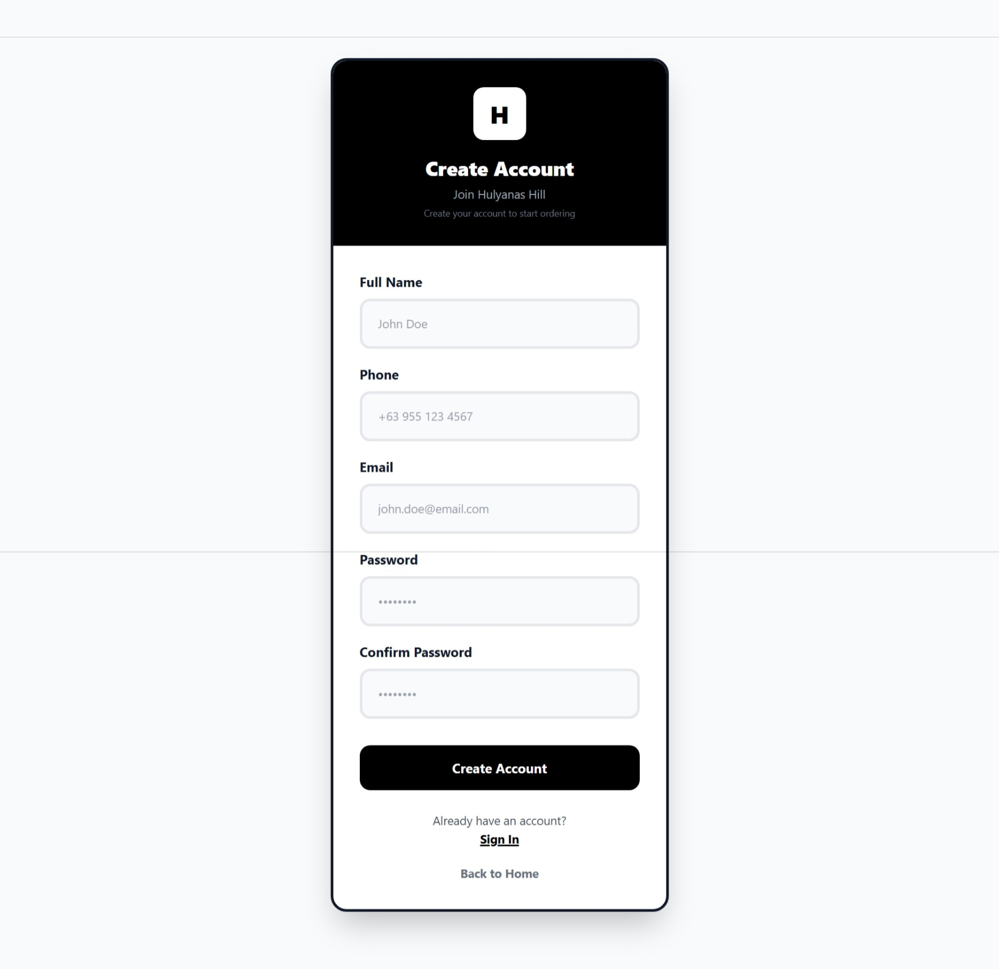 H
Create Account
Join Hulyanas Hill
Create your account to start ordering
Full Name
John Doe
Phone
+63 955 123 4567
Email
john.doe@email.com
Password
••••••••
Confirm Password
••••••••
Create Account
Already have an account?
Sign In
Back to Home